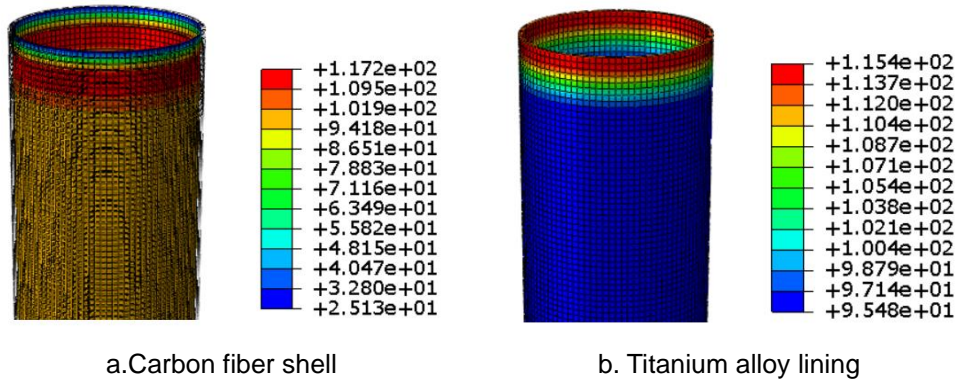 +1.172e+02
+1.095e+02
+1.019e+02
+9.418e+01
+8.651e+01
+7.883e+01
+7.116e+01
+6.349e+01
+5.582e+01
+4.815e+01
+4.047e+01
+3.280e+01
+2.513e+01
+1.154e+02
+1.137e+02
+1.120e+02
+1.104e+02
+1.087e+02
+1.071e+02
+1.054e+02
+1.038e+02
+1.021e+02
+1.004e+02
+9.879e+01
+9.714e+01
+9.548e+01
a.Carbon fiber shell
b. Titanium alloy lining